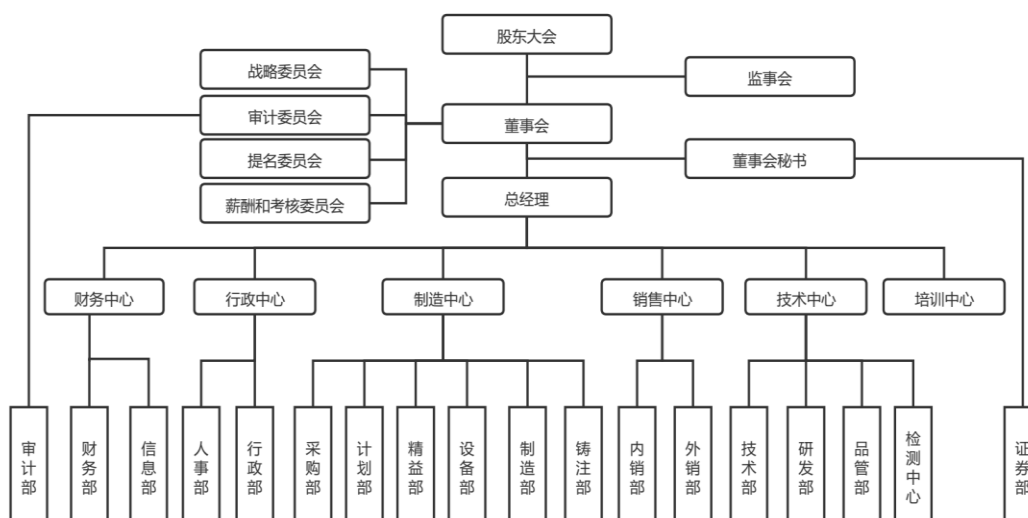 股东大会
战略委员会
监事会
审计委员会
董事会
提名委员会
董事会秘书
薪酬和考核委员会
总经理
财务中心
行政中心
制造中心
销售中心
技术中心
培训中心
审计部
财务部
信息部
人事部
行政部
采购部
计划部
精益部
设备部
制造部
铸注部
内销部
外销部
技术部
研发部
品管部
检测中心
证券部